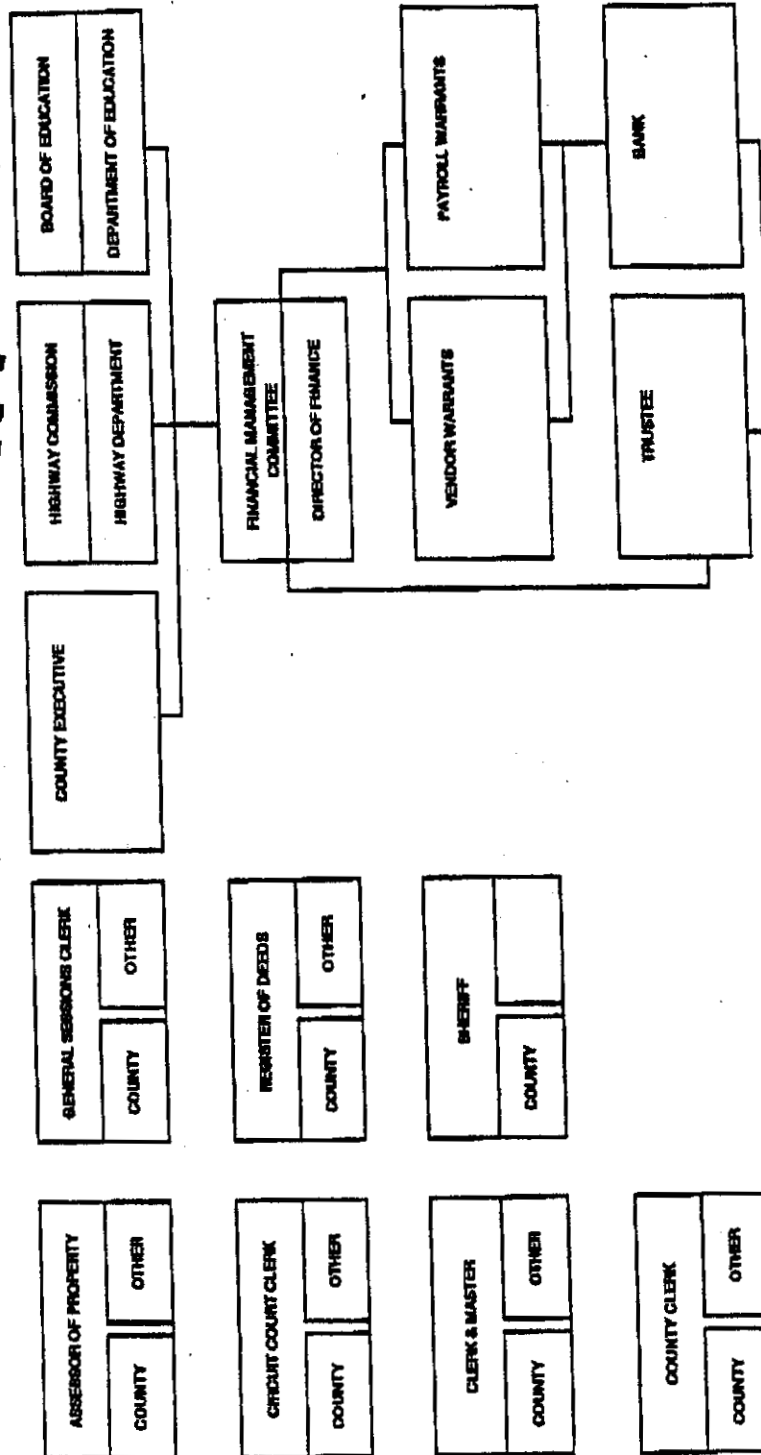 ASSESSOR OF PROPERTY
COUNTY
OTHER
GENERAL SESSIONS CLERK
COUNTY
OTHER
COUNTY EXECUTIVE
HIGHWAY COMMISSION
HIGHWAY DEPARTMENT
BOARD OF EDUCATION
DEPARTMENT OF EDUCATION
CIRCUIT COURT CLERK
COUNTY
OTHER
REGISTER OF DEEDS
COUNTY
OTHER
FINANCIAL MANAGEMENT
COMMITTEE
DIRECTOR OF FINANCE
CLERK & MASTER
COUNTY
OTHER
SHERIFF
COUNTY
VENDOR WARRANTS
PAYROLL WARRANTS
COUNTY CLERK
COUNTY
OTHER
TRUSTEE
BANK